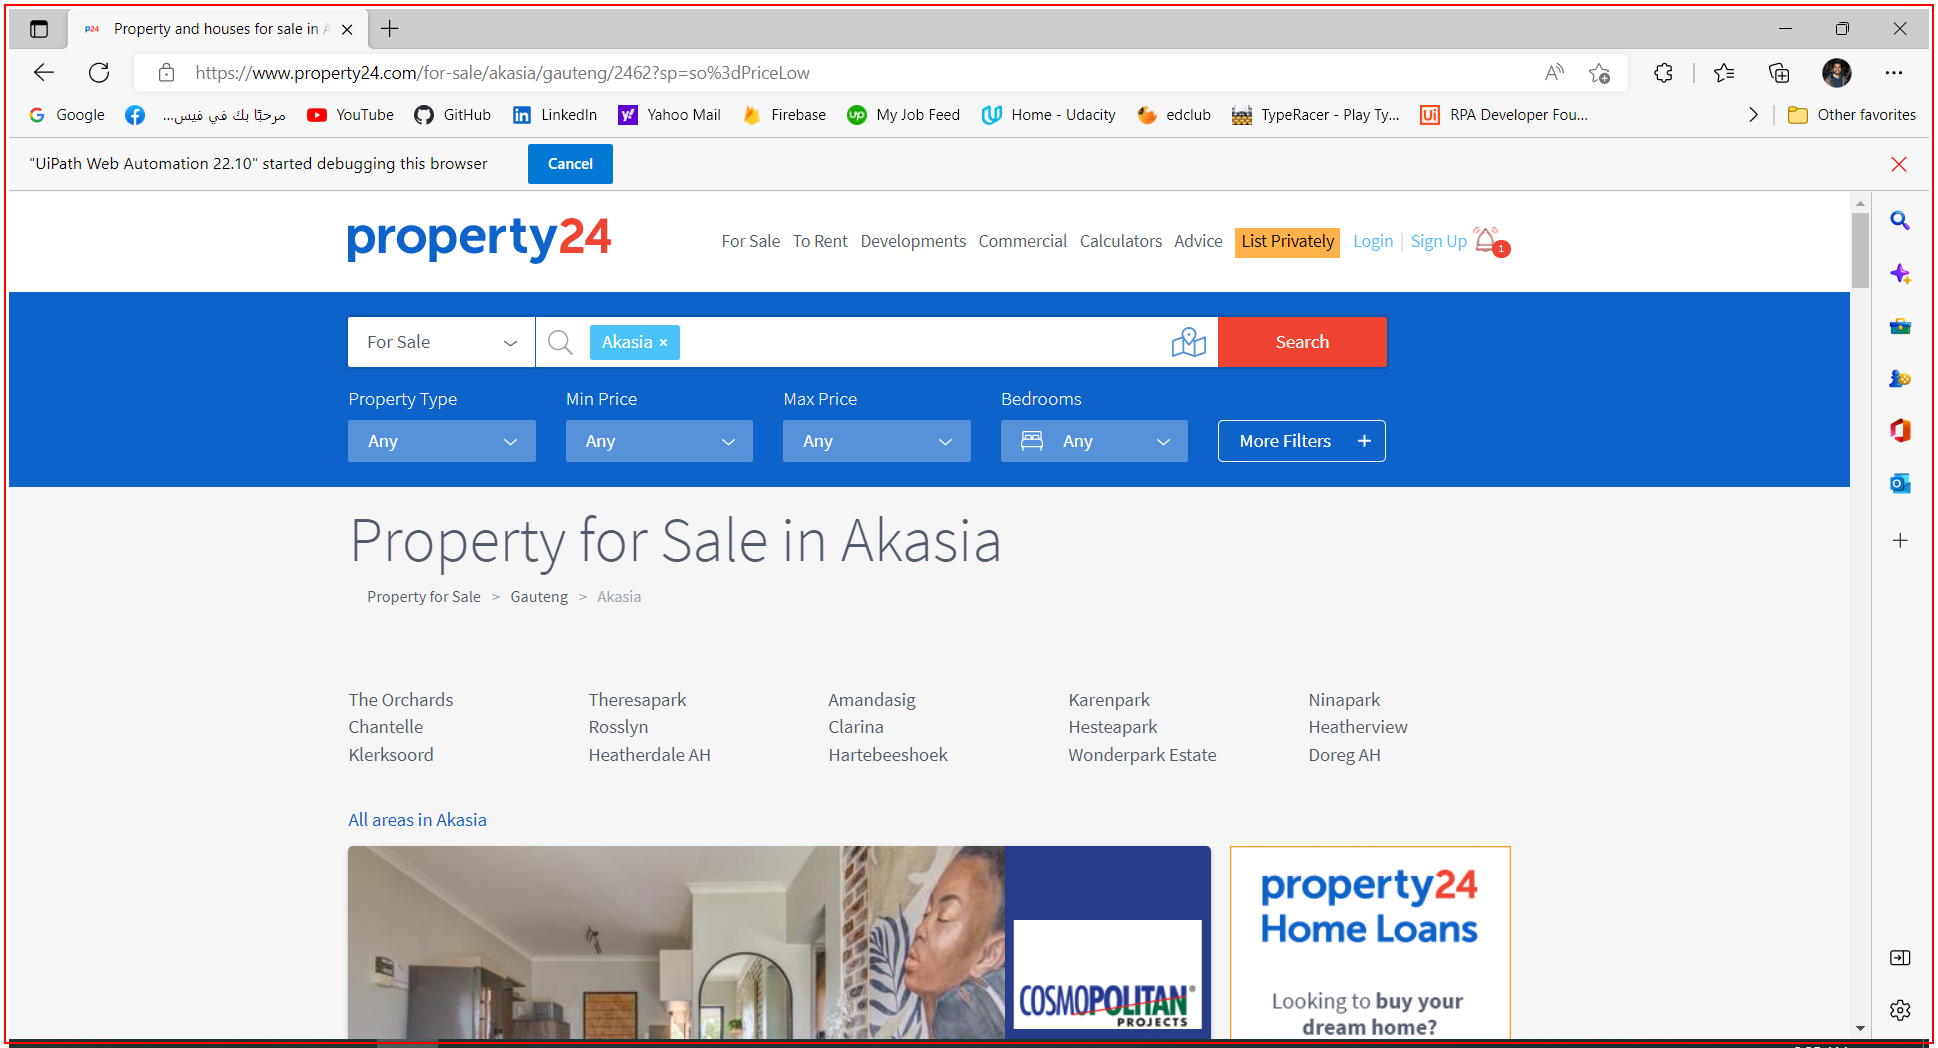 p24 Property and houses for sale in A
https://www.property24.com/for-sale/akasia/gauteng/2462?sp=so%3dPriceLow
Google مرحبًا بك في فيس... YouTube GitHub LinkedIn Yahoo Mail Firebase My Job Feed Home - Udacity edclub TypeRacer - Play Ty... RPA Developer Fou... Other favorites
"UiPath Web Automation 22.10" started debugging this browser Cancel
property24
For Sale To Rent Developments Commercial Calculators Advice List Privately Login | Sign Up 1
For Sale Akasia × Search
Property Type Min Price Max Price Bedrooms
Any Any Any Any More Filters +
Property for Sale in Akasia
Property for Sale > Gauteng > Akasia
The Orchards Theresapark Amandasig Karenpark Ninapark
Chantelle Rosslyn Clarina Hesteapark Heatherview
Klerksoord Heatherdale AH Hartebeeshoek Wonderpark Estate Doreg AH
All areas in Akasia
COSMOPOLITAN®
PROJECTS
property24
Home Loans
Looking to buy your
dream home?